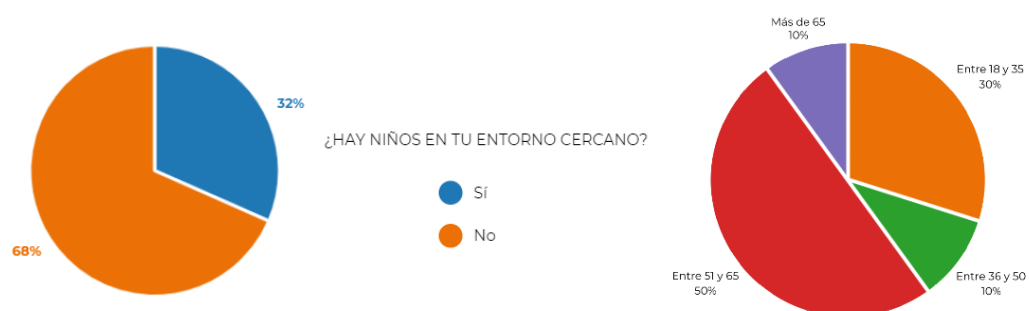 32%
68%
¿HAY NIÑOS EN TU ENTORNO CERCANO?
Sí
No
Más de 65
10%
Entre 18 y 35
30%
Entre 51 y 65
50%
Entre 36 y 50
10%